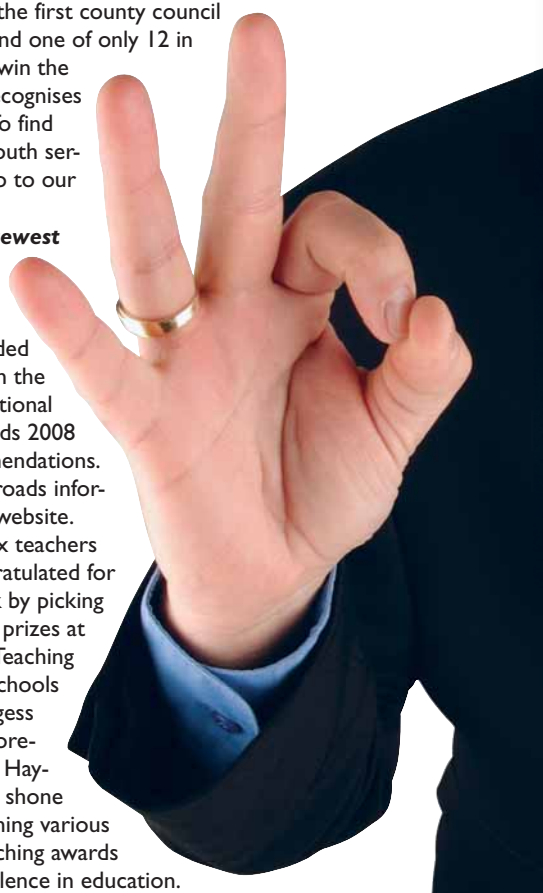 the first county council
nd one of only 12 in
win the
cognises
o find
outh ser-
o to our
ewest
ded
n the
tional
ds 2008
nendations.
roads infor-
website.
x teachers
ratulated for
k by picking
prizes at
Teaching
chools
gess
ore-
Hay-
shone
ning various
ching awards
llence in education.